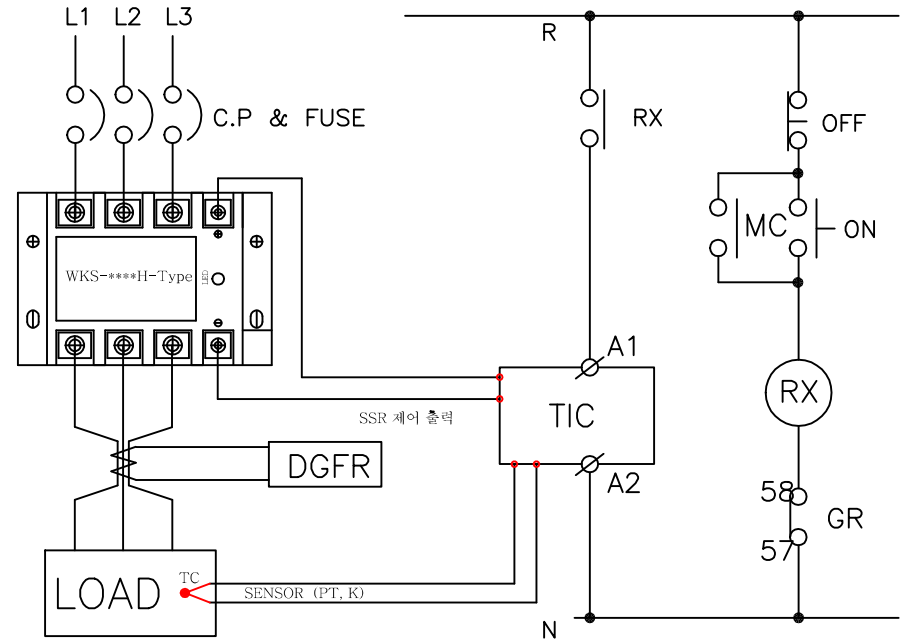 L1 L2 L3
C.P & FUSE
WKS-****H-Type
LED
SSR 제어 출력
DGFR
LOAD
TC
SENSOR (PT, K)
R
RX
A1
TIC
A2
N
OFF
MC
ON
RX
58
57
GR